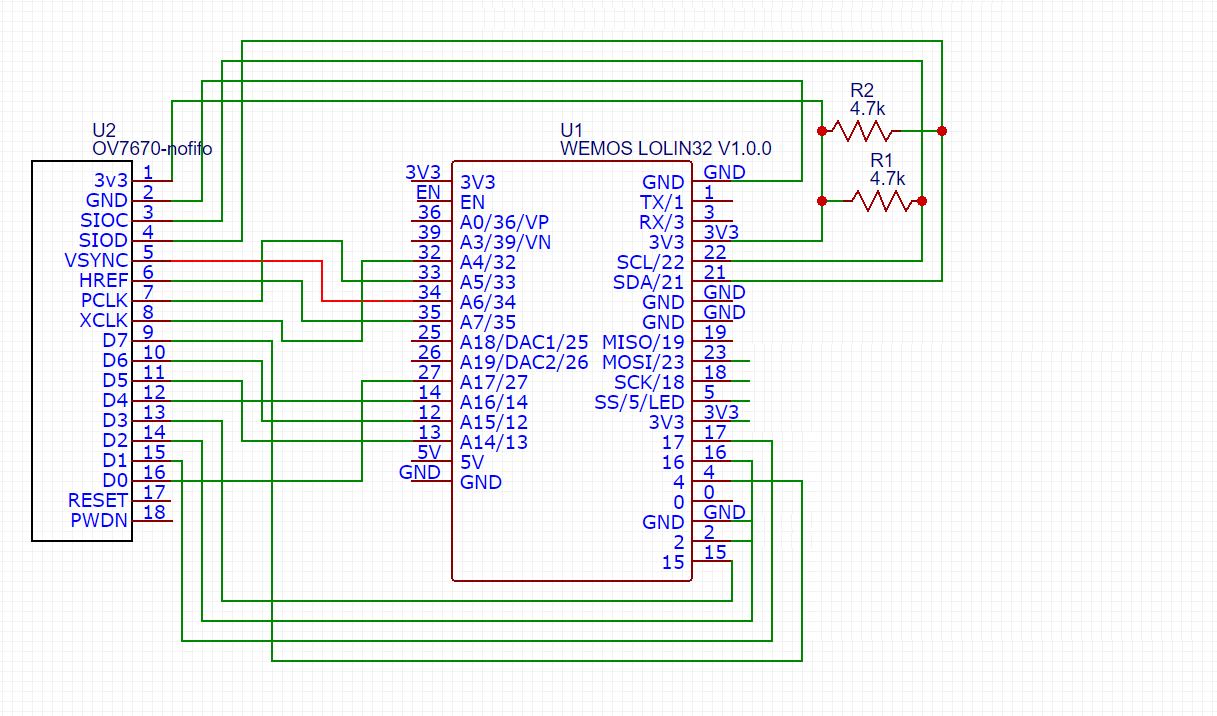 R2
4.7k
U2
OV7670-nofifo
U1
WEMOS LOLIN32 V1.0.0
R1
4.7k
3v3 1
GND 2
SIOC 3
SIOD 4
VSYNC 5
HREF 6
PCLK 7
XCLK 8
D7 9
D6 10
D5 11
D4 12
D3 13
D2 14
D1 15
D0 16
RESET 17
PWDN 18
3V3 3V3
EN EN
36 A0/36/VP
39 A3/39/VN
32 A4/32
33 A5/33
34 A6/34
35 A7/35
25 A18/DAC1/25
26 A19/DAC2/26
27 A17/27
14 A16/14
12 A15/12
13 A14/13
5V 5V
GND GND
GND GND
TX/1 1
RX/3 3
3V3 3V3
SCL/22 22
SDA/21 21
GND GND
GND GND
MISO/19 19
MOSI/23 23
SCK/18 18
SS/5/LED 5
3V3 3V3
17 17
16 16
4 4
0 0
GND GND
2 2
15 15